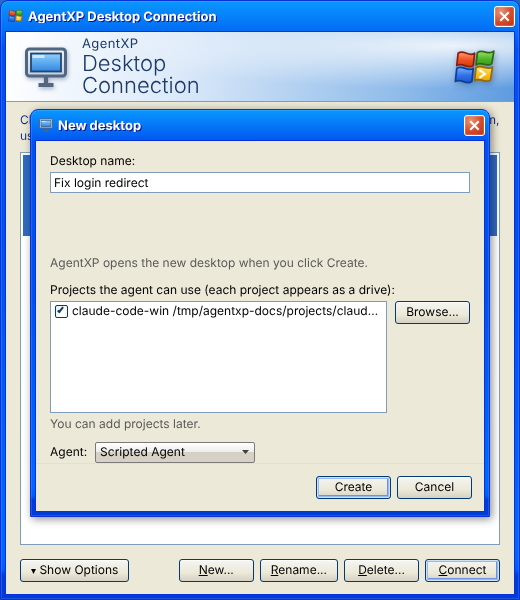 AgentXP Desktop Connection
AgentXP
Desktop
Connection
New desktop
Desktop name:
Fix login redirect
AgentXP opens the new desktop when you click Create.
Projects the agent can use (each project appears as a drive):
claude-code-win /tmp/agentxp-docs/projects/claud...
Browse...
You can add projects later.
Agent:
Scripted Agent
Create
Cancel
Show Options
New...
Rename...
Delete...
Connect